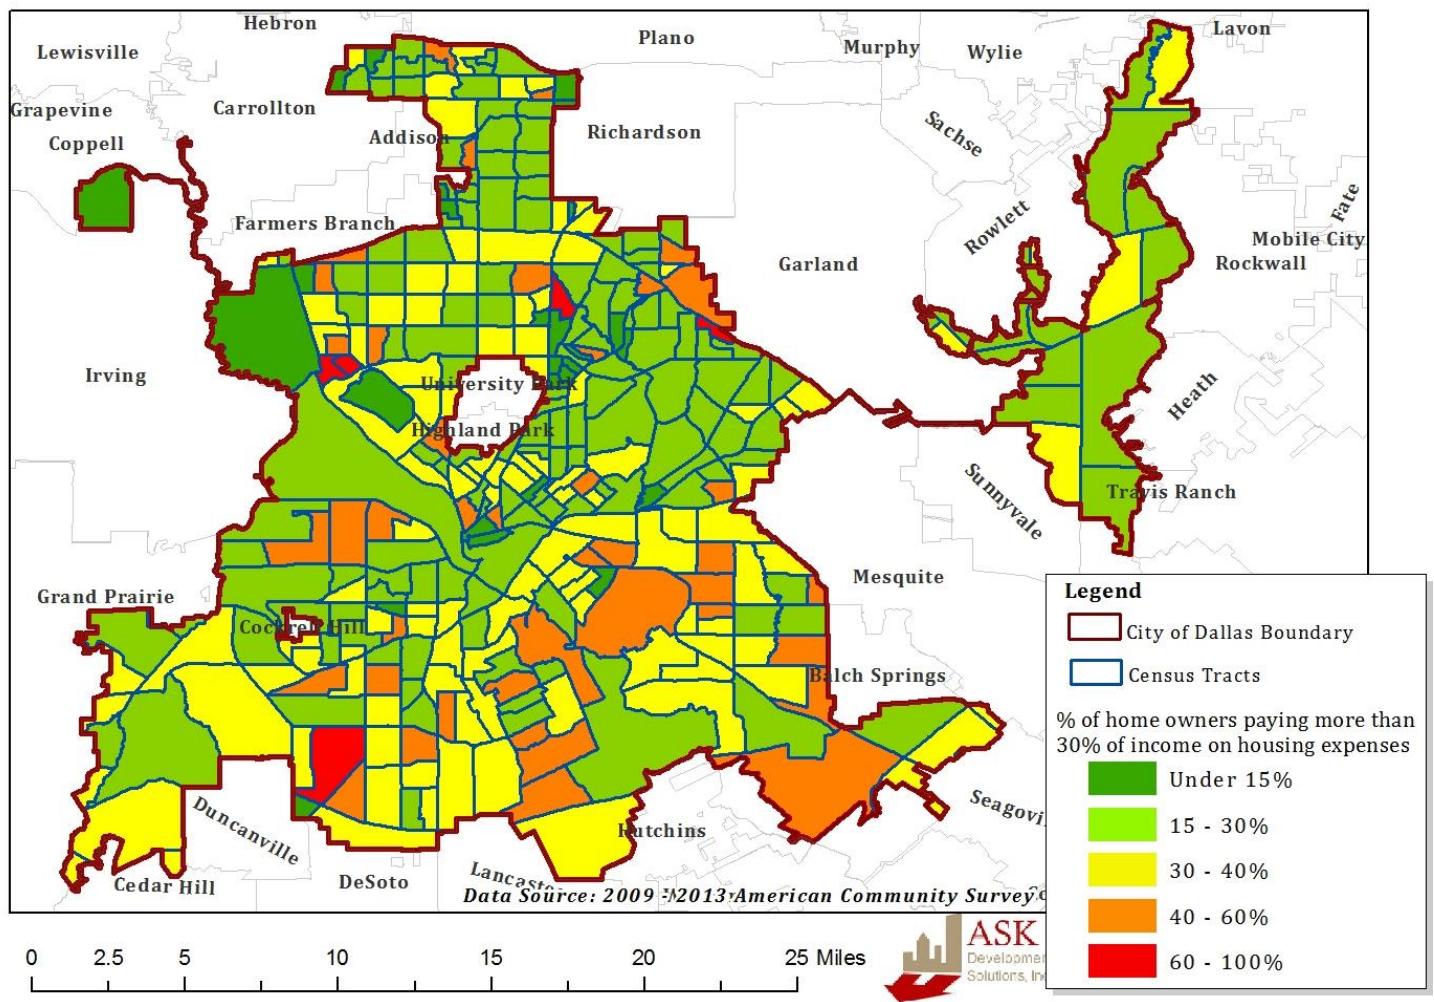 Hebron
Lewisville
Plano
Murphy
Wylie
Lavon
Grapevine
Carrollton
Coppell
Addison
Richardson
Sachse
Farmers Branch
Rowlett
Fate
Mobile City
Rockwall
Garland
Irving
University Park
Highland Park
Heath
Sunnyvale
Travis Ranch
Mesquite
Grand Prairie
Cockrell Hill
Balch Springs
Duncanville
Hutchins
Cedar Hill
DeSoto
Data Source: 2009 - 2013 American Community Survey
Legend
City of Dallas Boundary
Census Tracts
% of home owners paying more than
30% of income on housing expenses
Under 15%
15 - 30%
30 - 40%
40 - 60%
60 - 100%
0 2.5 5 10 15 20 25 Miles
ASK
Solutions,